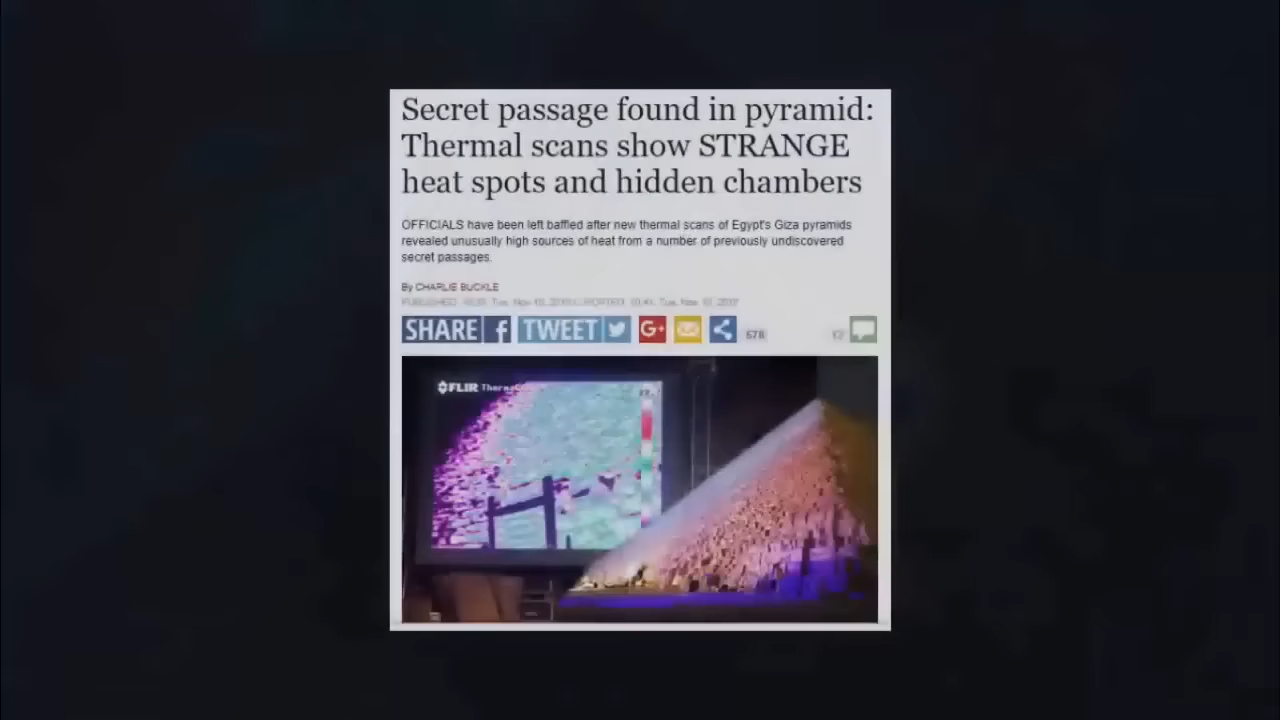 Secret passage found in pyramid:
Thermal scans show STRANGE
heat spots and hidden chambers
OFFICIALS have been left baffled after new thermal scans of Egypt's Giza pyramids
revealed unusually high sources of heat from a number of previously undiscovered
secret passages.
By CHARLIE BUCKLE
SHARE f TWEET G+ 578 12
FLIR